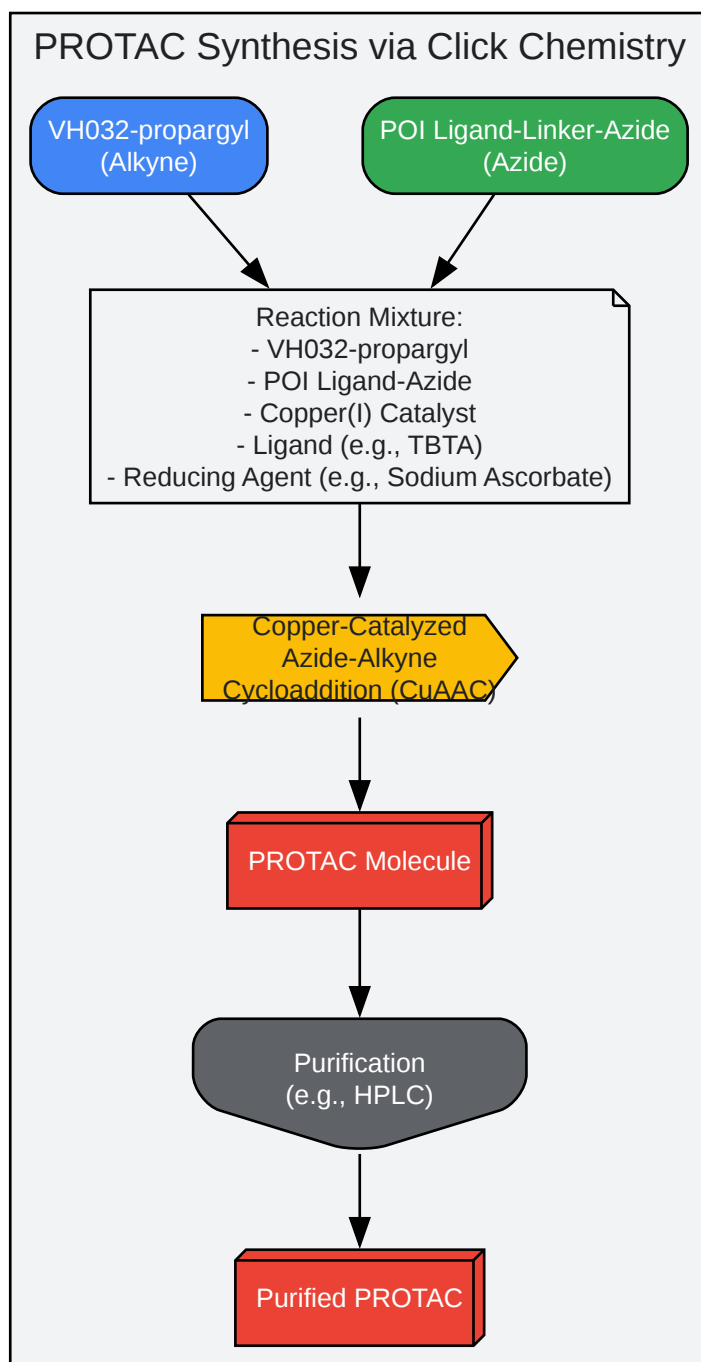 PROTAC Synthesis via Click Chemistry
VH032-propargyl
(Alkyne)
POI Ligand-Linker-Azide
(Azide)
Reaction Mixture:
- VH032-propargyl
- POI Ligand-Azide
- Copper(I) Catalyst
- Ligand (e.g., TBTA)
- Reducing Agent (e.g., Sodium Ascorbate)
Copper-Catalyzed
Azide-Alkyne
Cycloaddition (CuAAC)
PROTAC Molecule
Purification
(e.g., HPLC)
Purified PROTAC